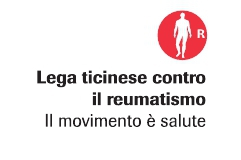 R
Lega ticinese contro
il reumatismo
Il movimento è salute